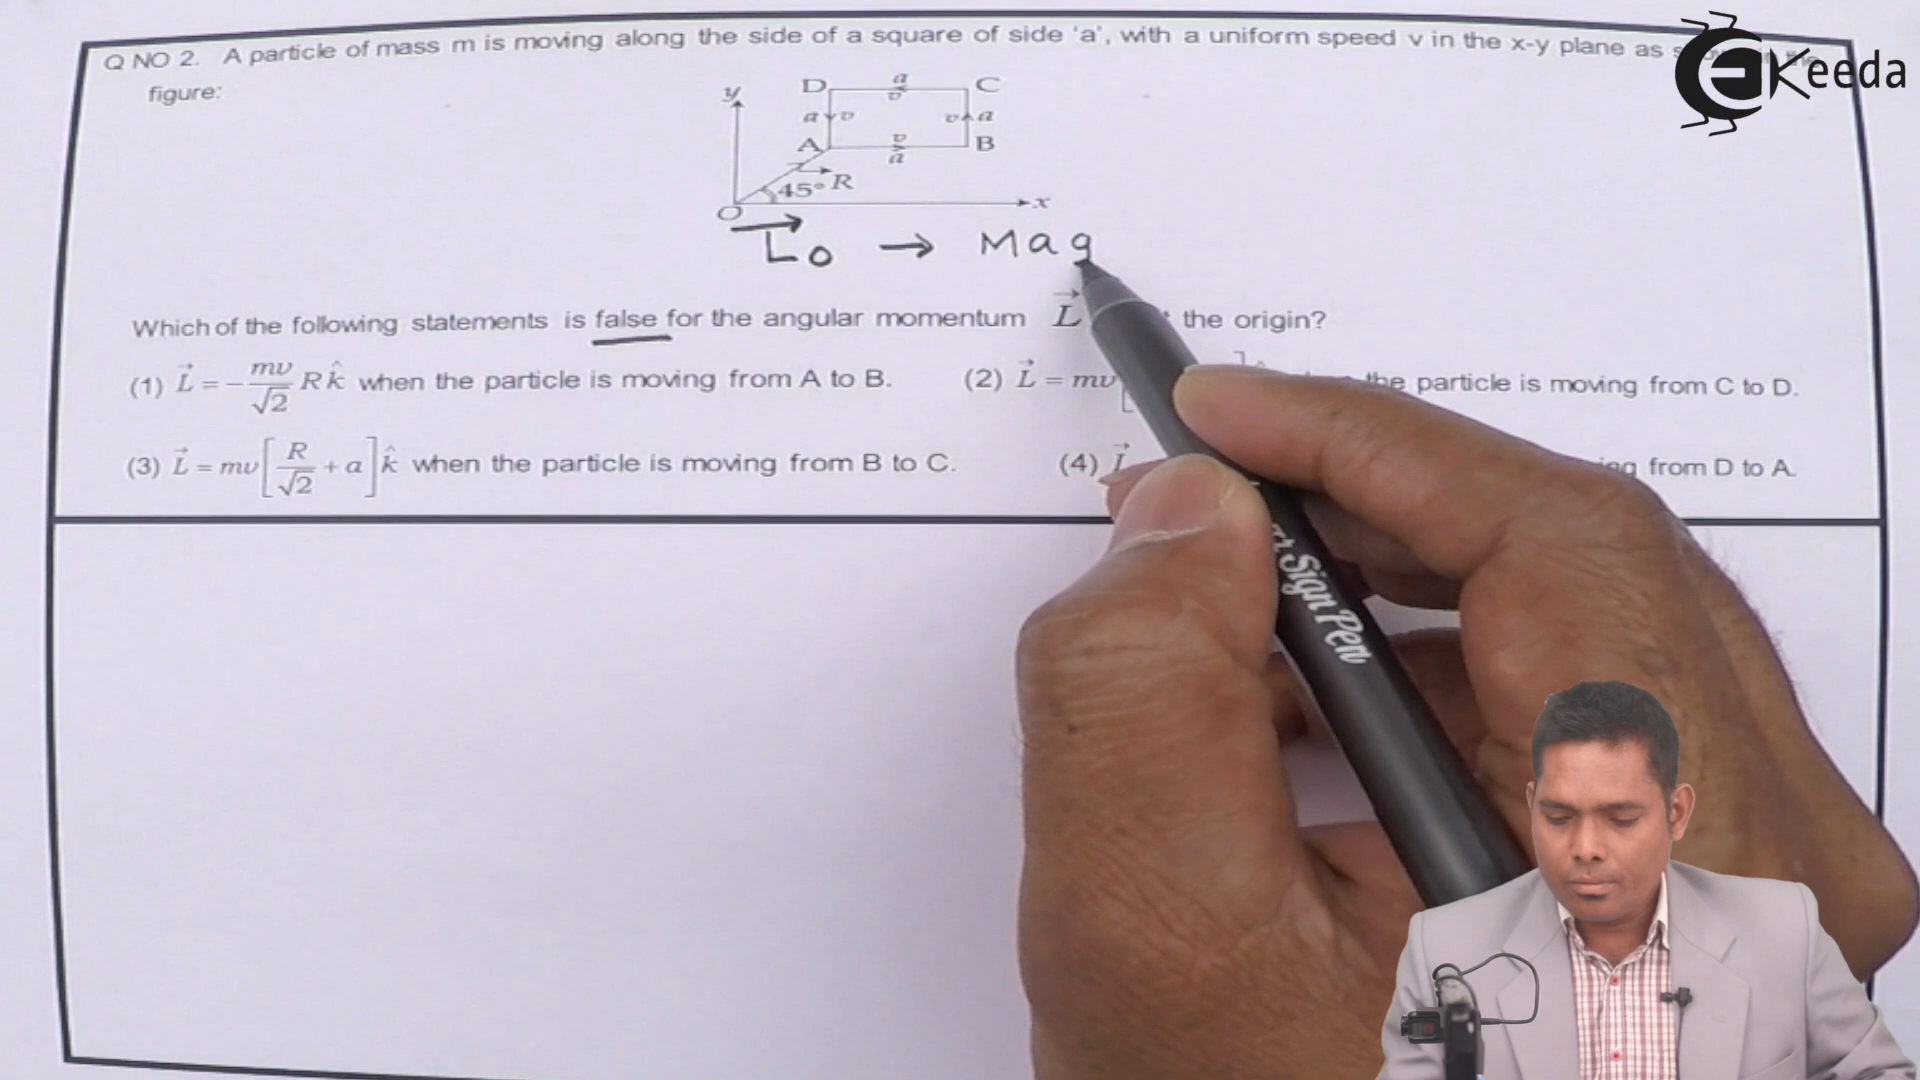 Q NO 2. A particle of mass m is moving along the side of a square of side 'a', with a uniform speed v in the x-y plane as
figure:
Keeda
y D a C
v
a v v a
A v B
a
45° R
O x
L⃗o → Mag
Which of the following statements is false for the angular momentum L⃗ the origin?
(1) L⃗ = -mv/√2 R k̂ when the particle is moving from A to B. (2) L⃗ = mv the particle is moving from C to D.
(3) L⃗ = mv[R/√2 + a] k̂ when the particle is moving from B to C. (4) from D to A.
Sign Pen